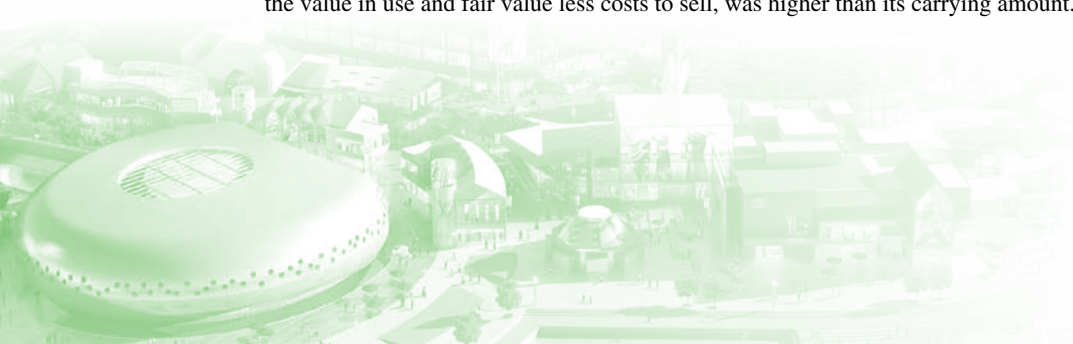 the value in use and fair value less costs to sell, was higher than its carrying amount.